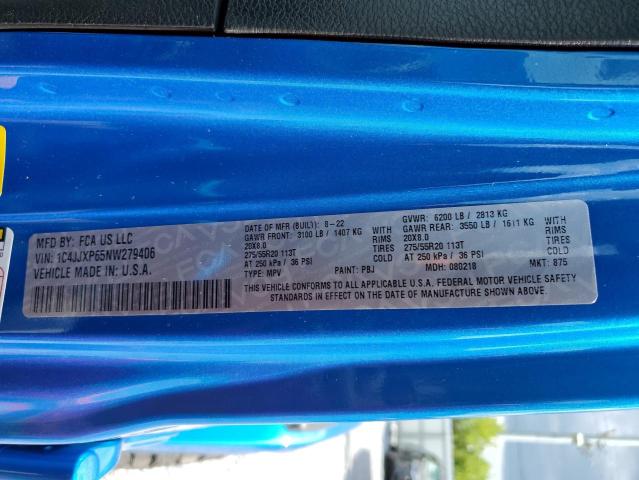 MFD BY: FCA US LLC
VIN: 1C4JJXP65NW279406
VEHICLE MADE IN U.S.A.
DATE OF MFR (BUILT): 8-22 GVWR: 6200 LB / 2813 KG
GAWR FRONT: 3100 LB / 1407 KG WITH GAWR REAR: 3550 LB / 1611 KG WITH
20X8.0 RIMS 20X8.0 RIMS
275/55R20 113T TIRES 275/55R20 113T TIRES
AT 250 kPa / 36 PSI COLD AT 250 kPa / 36 PSI COLD
TYPE: MPV PAINT: PBJ MDH: 080218 MKT: 875
THIS VEHICLE CONFORMS TO ALL APPLICABLE U.S.A. FEDERAL MOTOR VEHICLE SAFETY
STANDARDS IN EFFECT ON THE DATE OF MANUFACTURE SHOWN ABOVE.